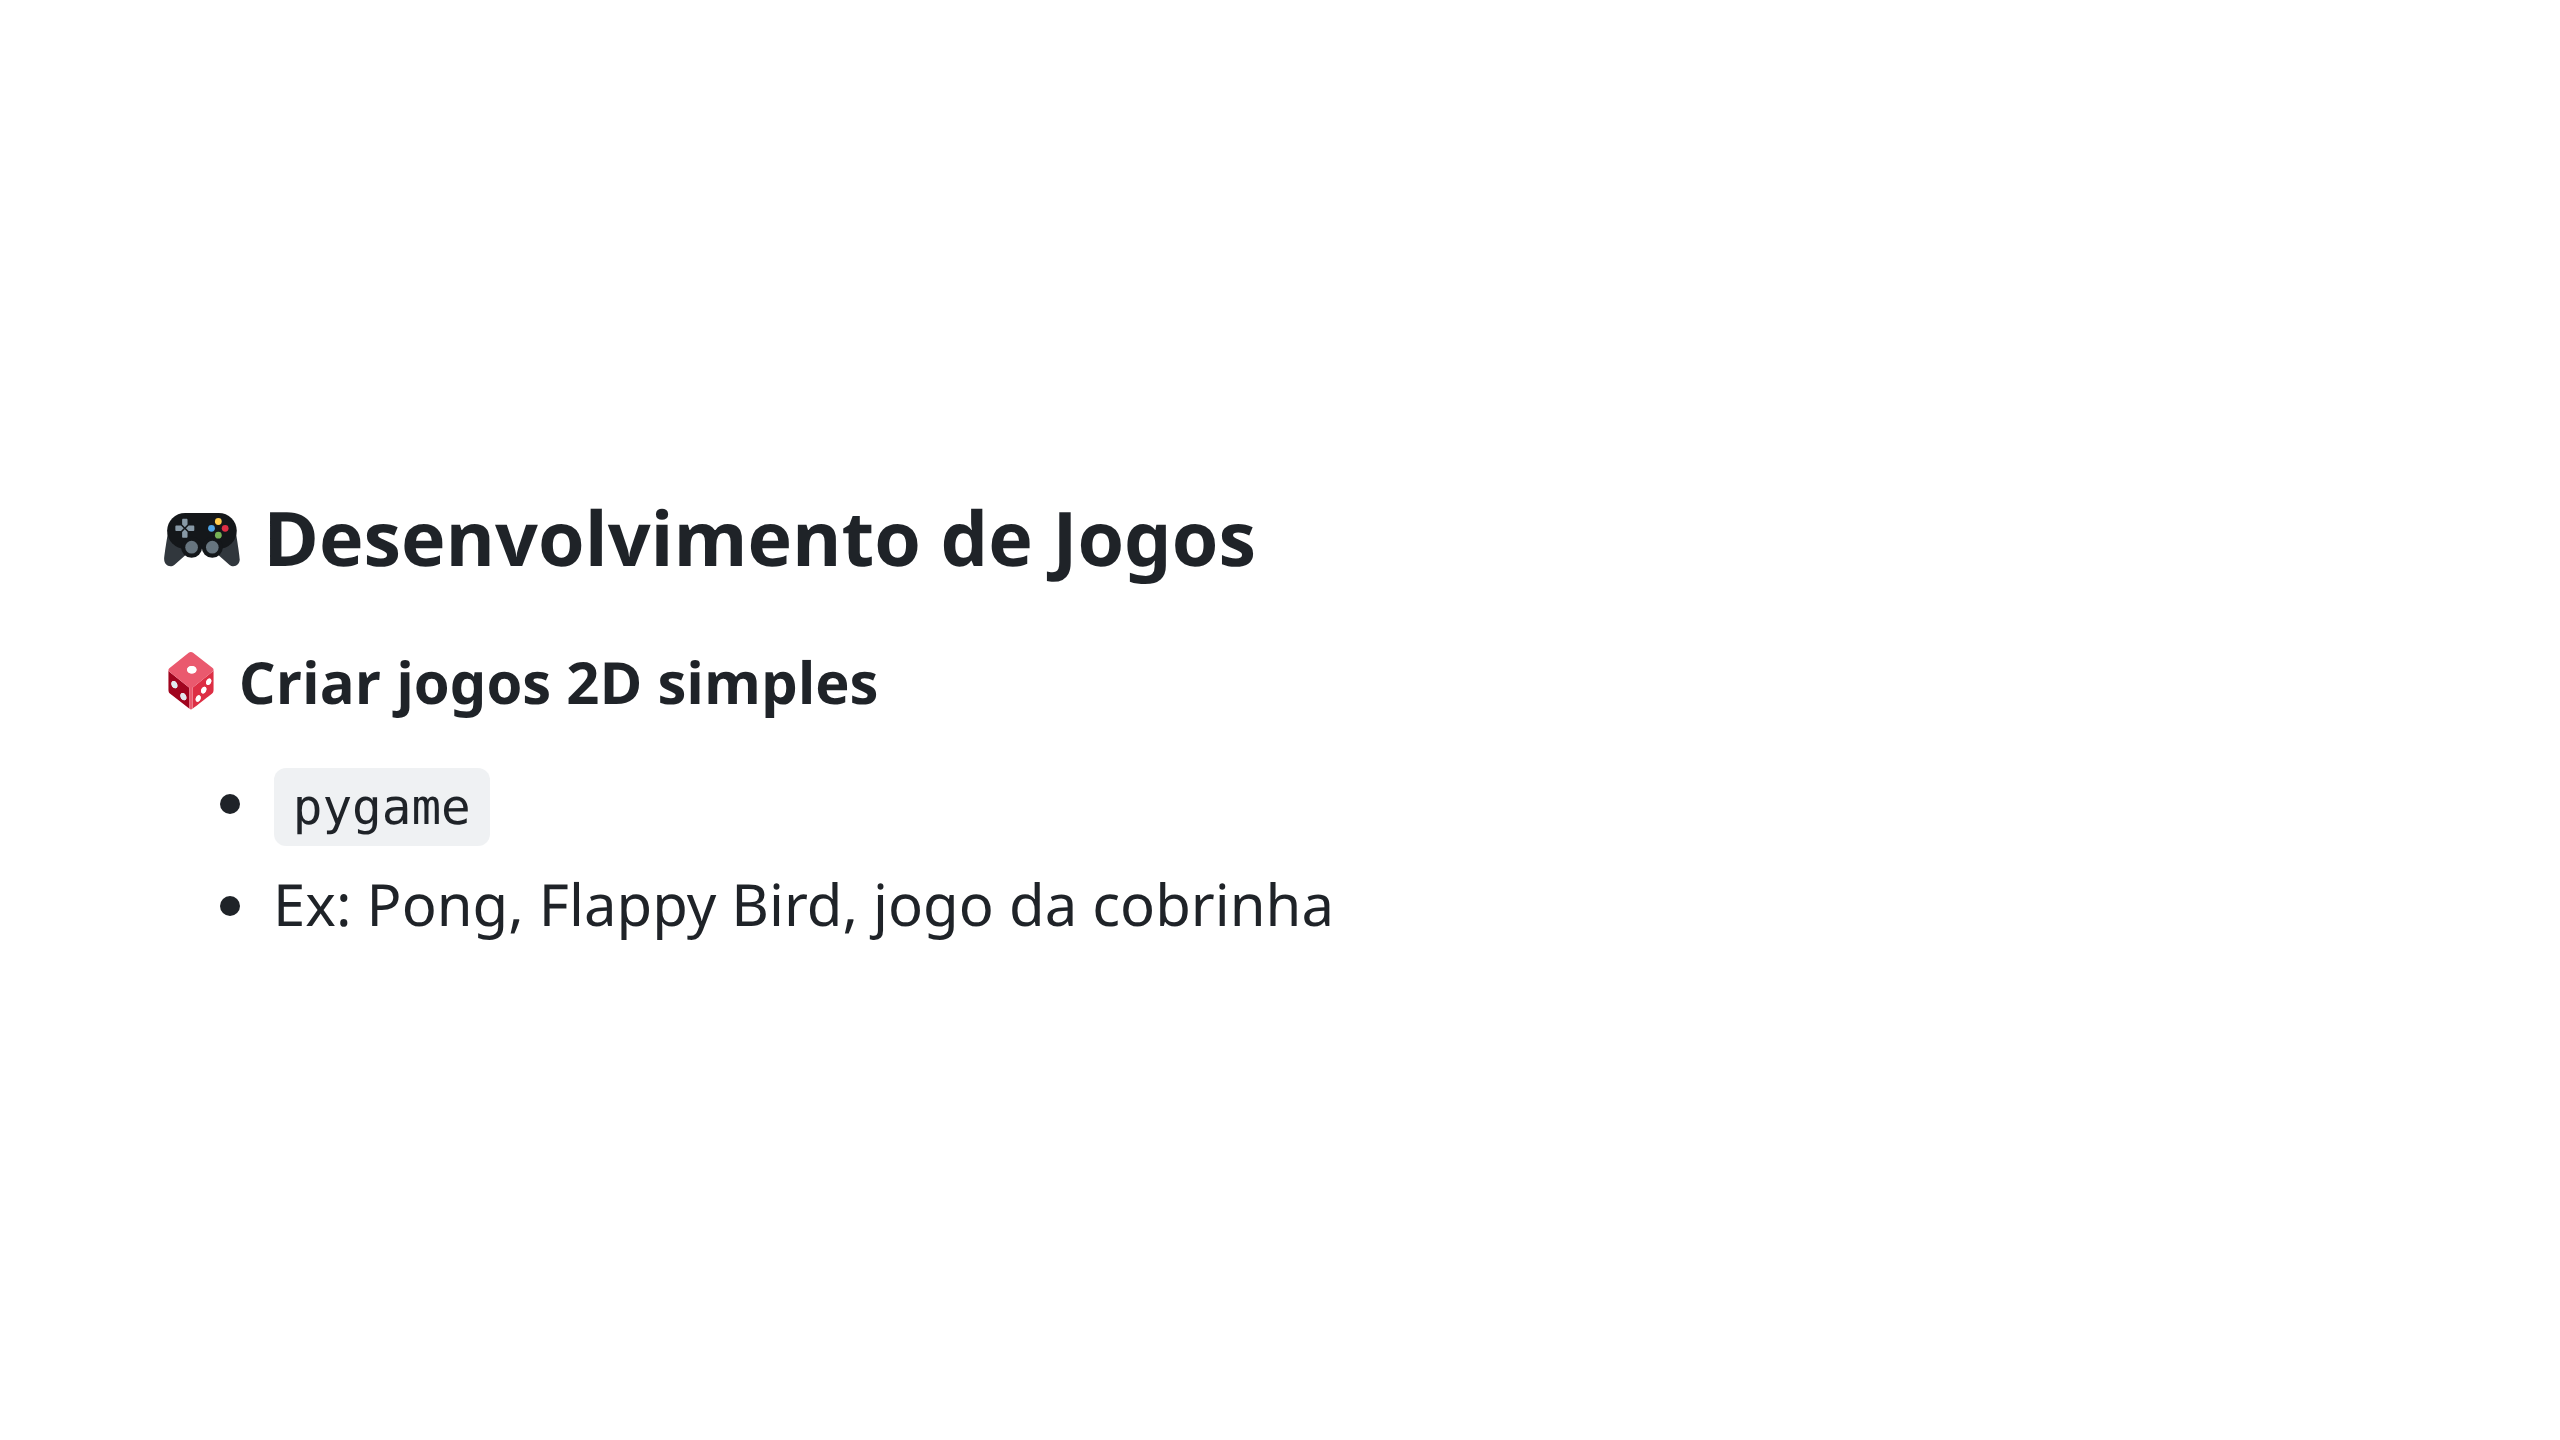 🎮 Desenvolvimento de Jogos
🎲 Criar jogos 2D simples
• pygame
• Ex: Pong, Flappy Bird, jogo da cobrinha